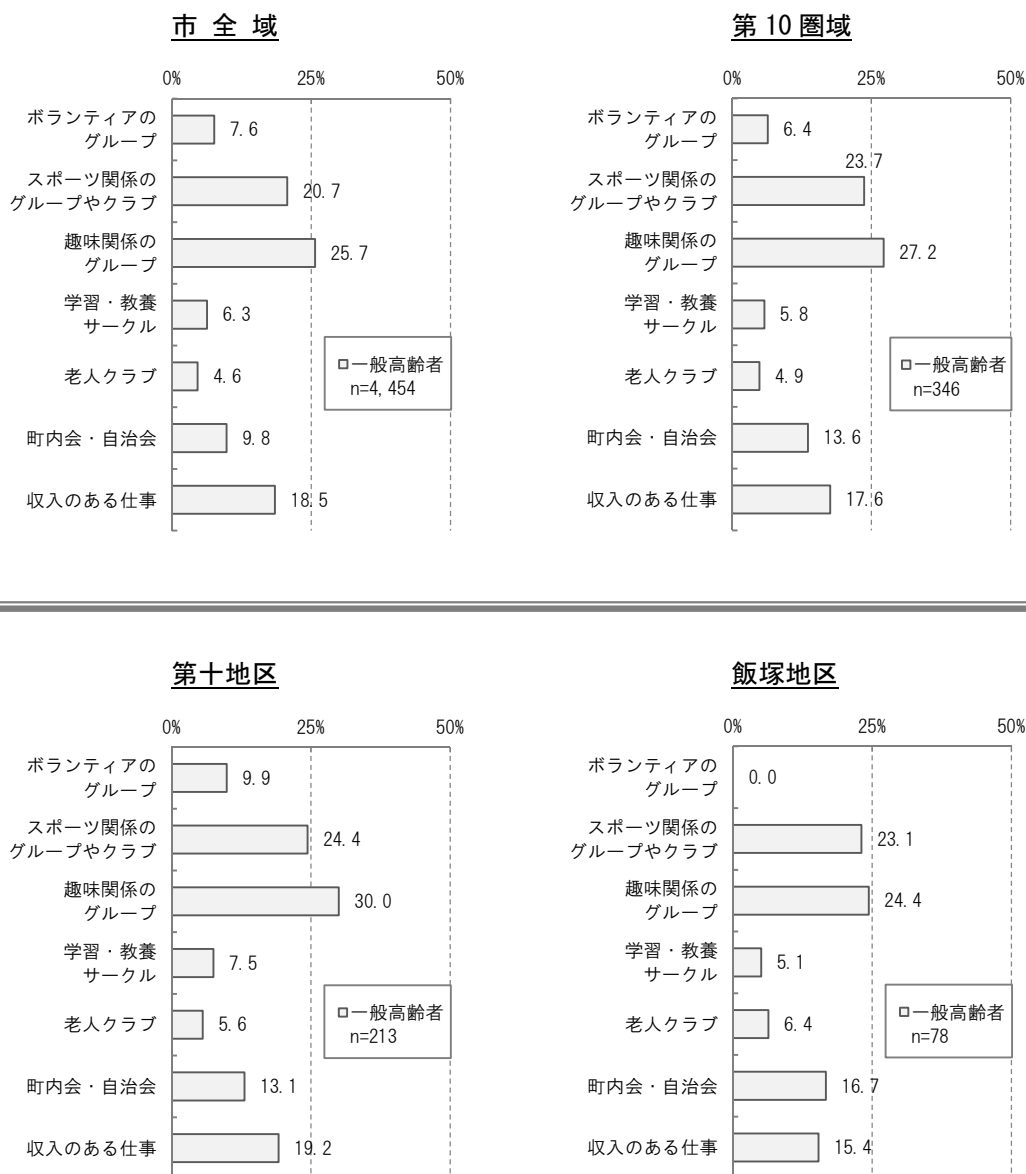 市 全 域
0% 25% 50%
ボランティアの
グループ
7.6
スポーツ関係の
グループやクラブ
20.7
趣味関係の
グループ
25.7
学習・教養
サークル
6.3
老人クラブ
4.6
町内会・自治会
9.8
収入のある仕事
18.5
一般高齢者
n=4,454
第 10 圏域
0% 25% 50%
ボランティアの
グループ
6.4
スポーツ関係の
グループやクラブ
23.7
趣味関係の
グループ
27.2
学習・教養
サークル
5.8
老人クラブ
4.9
町内会・自治会
13.6
収入のある仕事
17.6
一般高齢者
n=346
第十地区
0% 25% 50%
ボランティアの
グループ
9.9
スポーツ関係の
グループやクラブ
24.4
趣味関係の
グループ
30.0
学習・教養
サークル
7.5
老人クラブ
5.6
町内会・自治会
13.1
収入のある仕事
19.2
一般高齢者
n=213
飯塚地区
0% 25% 50%
ボランティアの
グループ
0.0
スポーツ関係の
グループやクラブ
23.1
趣味関係の
グループ
24.4
学習・教養
サークル
5.1
老人クラブ
6.4
町内会・自治会
16.7
収入のある仕事
15.4
一般高齢者
n=78